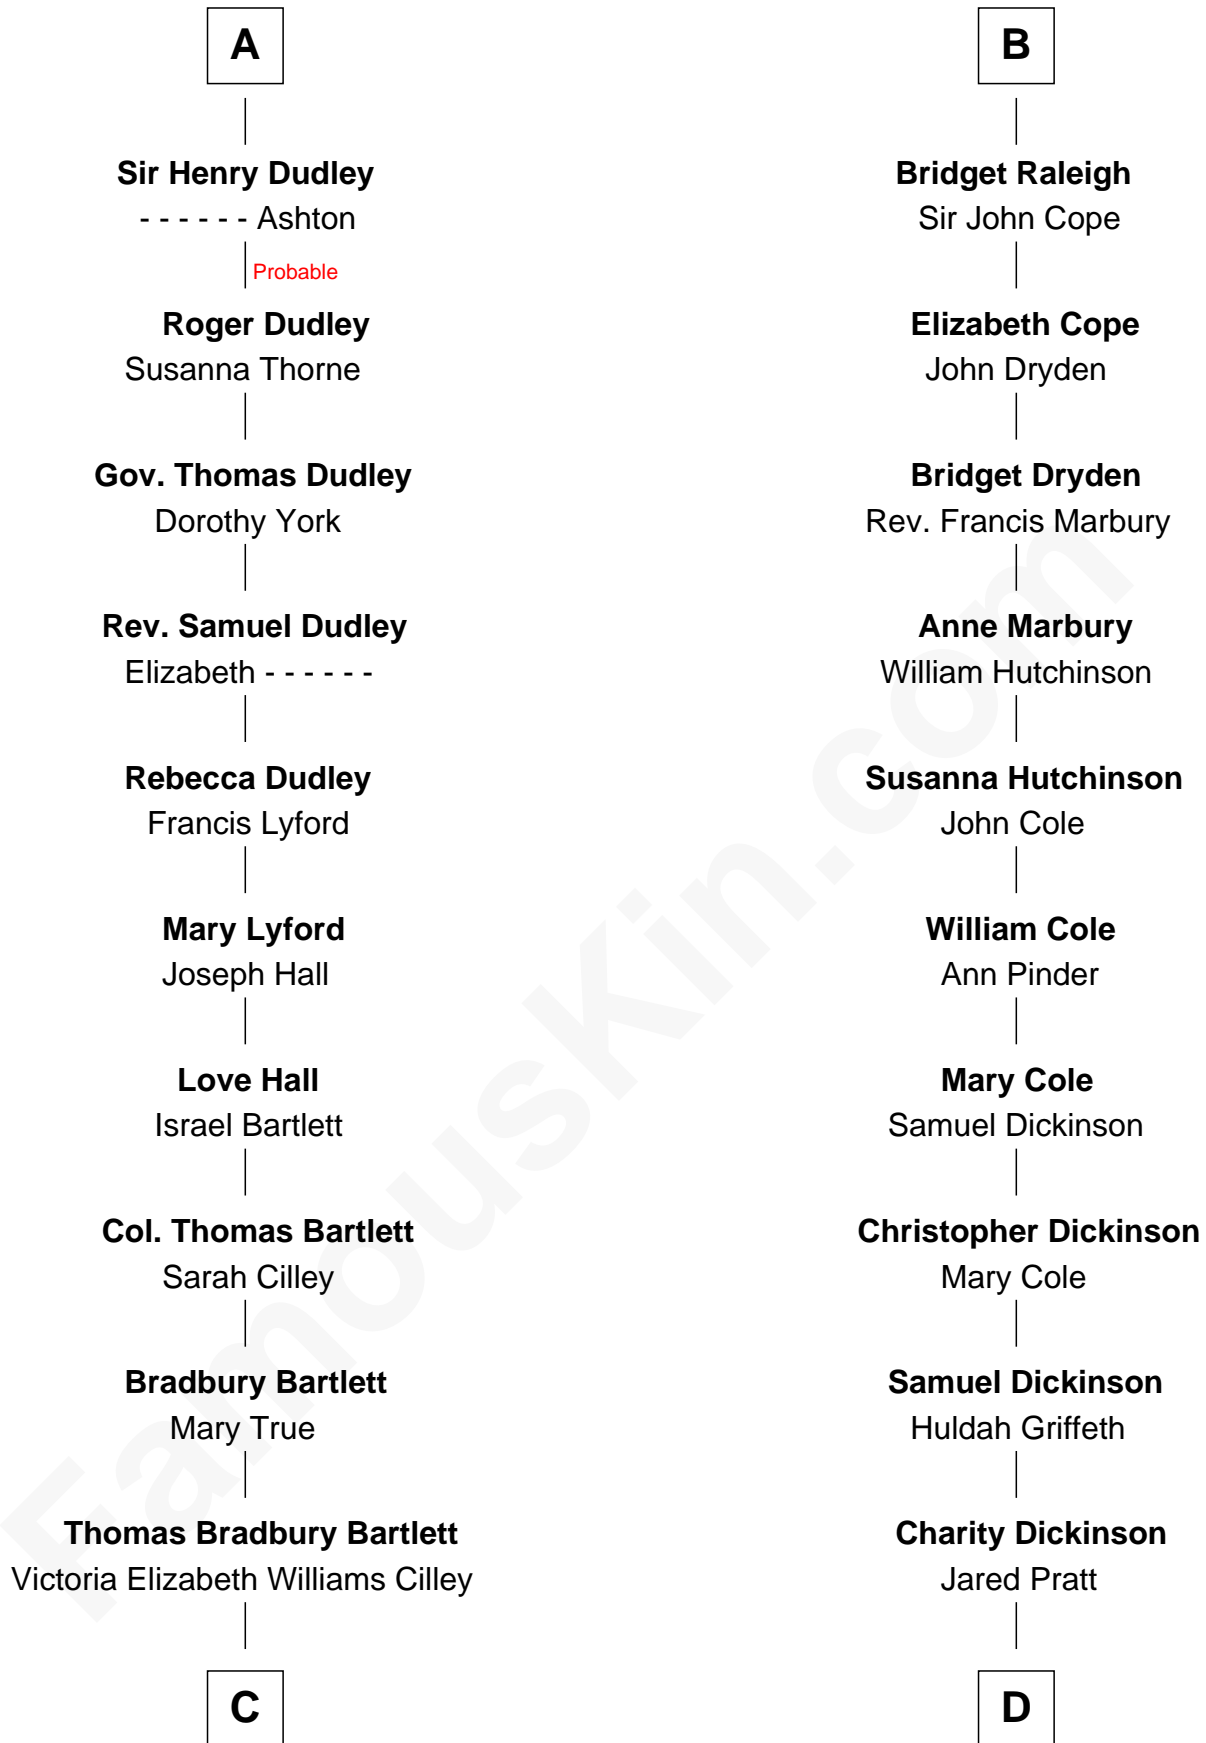 A
Sir Henry Dudley
- - - - - - Ashton
Probable
Roger Dudley
Susanna Thorne
Gov. Thomas Dudley
Dorothy York
Rev. Samuel Dudley
Elizabeth - - - - - -
Rebecca Dudley
Francis Lyford
Mary Lyford
Joseph Hall
Love Hall
Israel Bartlett
Col. Thomas Bartlett
Sarah Cilley
Bradbury Bartlett
Mary True
Thomas Bradbury Bartlett
Victoria Elizabeth Williams Cilley
C
B
Bridget Raleigh
Sir John Cope
Elizabeth Cope
John Dryden
Bridget Dryden
Rev. Francis Marbury
Anne Marbury
William Hutchinson
Susanna Hutchinson
John Cole
William Cole
Ann Pinder
Mary Cole
Samuel Dickinson
Christopher Dickinson
Mary Cole
Samuel Dickinson
Huldah Griffeth
Charity Dickinson
Jared Pratt
D
FamousKin.com